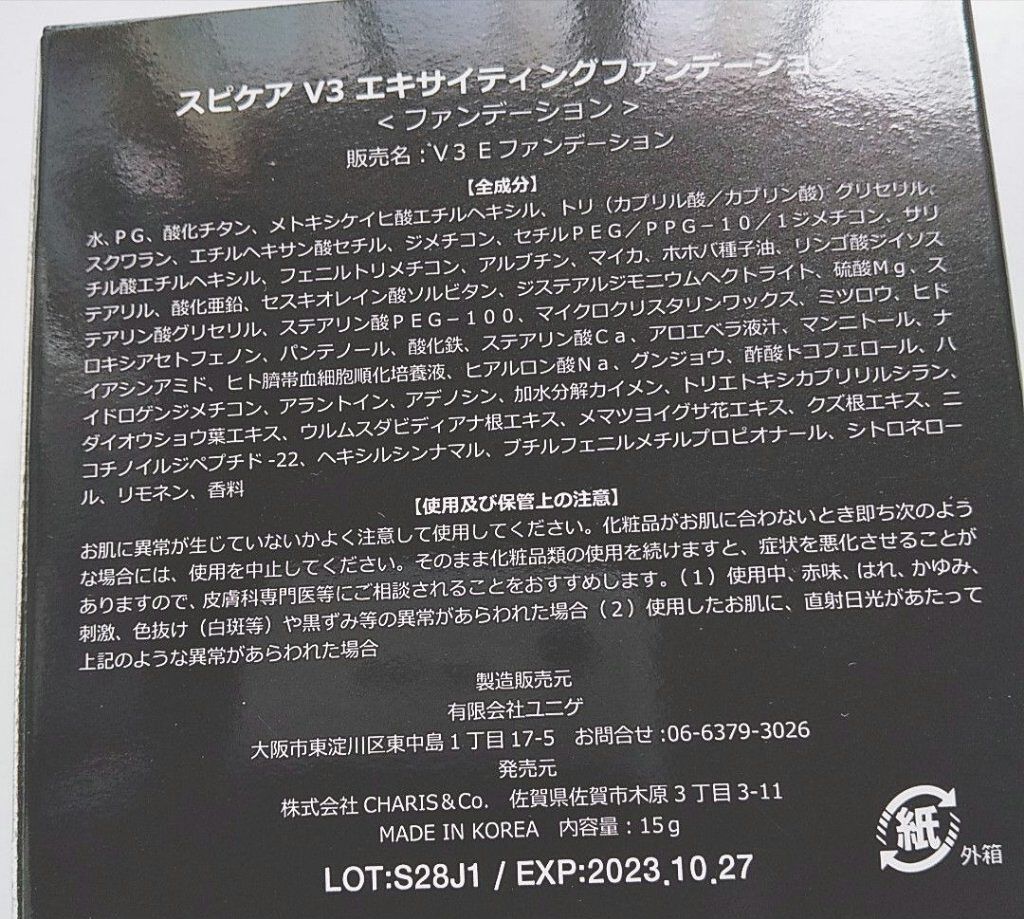 スピケア V3 エキサイティングファンデーション
<ファンデーション>
販売名：Ｖ３ Ｅファンデーション
【全成分】
水、ＰＧ、酸化チタン、メトキシケイヒ酸エチルヘキシル、トリ（カプリル酸／カプリン酸）グリセリル、
スクワラン、エチルヘキサン酸セチル、ジメチコン、セチルＰＥＧ／ＰＰＧ－１０／１ジメチコン、サリ
チル酸エチルヘキシル、フェニルトリメチコン、アルブチン、マイカ、ホホバ種子油、リンゴ酸ジイソス
テアリル、酸化亜鉛、セスキオレイン酸ソルビタン、ジステアルジモニウムヘクトライト、硫酸Ｍｇ、ス
テアリン酸グリセリル、ステアリン酸ＰＥＧ－１００、マイクロクリスタリンワックス、ミツロウ、ヒド
ロキシアセトフェノン、パンテノール、酸化鉄、ステアリン酸Ｃａ、アロエベラ液汁、マンニトール、ナ
イアシンアミド、ヒト臍帯血細胞順化培養液、ヒアルロン酸Ｎａ、グンジョウ、酢酸トコフェロール、ハ
イドロゲンジメチコン、アラントイン、アデノシン、加水分解カイメン、トリエトキシカプリリルシラン、
ダイオウショウ葉エキス、ウルムスダビディアナ根エキス、メマツヨイグサ花エキス、クズ根エキス、ニ
コチノイルジペプチド-22、ヘキシルシンナマル、ブチルフェニルメチルプロピオナール、シトロネロー
ル、リモネン、香料
【使用及び保管上の注意】
お肌に異常が生じていないかよく注意して使用してください。化粧品がお肌に合わないとき即ち次のよう
な場合には、使用を中止してください。そのまま化粧品類の使用を続けますと、症状を悪化させることが
ありますので、皮膚科専門医等にご相談されることをおすすめします。（１）使用中、赤味、はれ、かゆみ、
刺激、色抜け（白斑等）や黒ずみ等の異常があらわれた場合（２）使用したお肌に、直射日光があたって
上記のような異常があらわれた場合
製造販売元
有限会社ユニゲ
大阪市東淀川区東中島１丁目17-5　お問合せ:06-6379-3026
発売元
株式会社 CHARIS&Co.　佐賀県佐賀市木原３丁目3-11
MADE IN KOREA　内容量：15ｇ
LOT:S28J1 / EXP:2023.10.27
紙
外箱